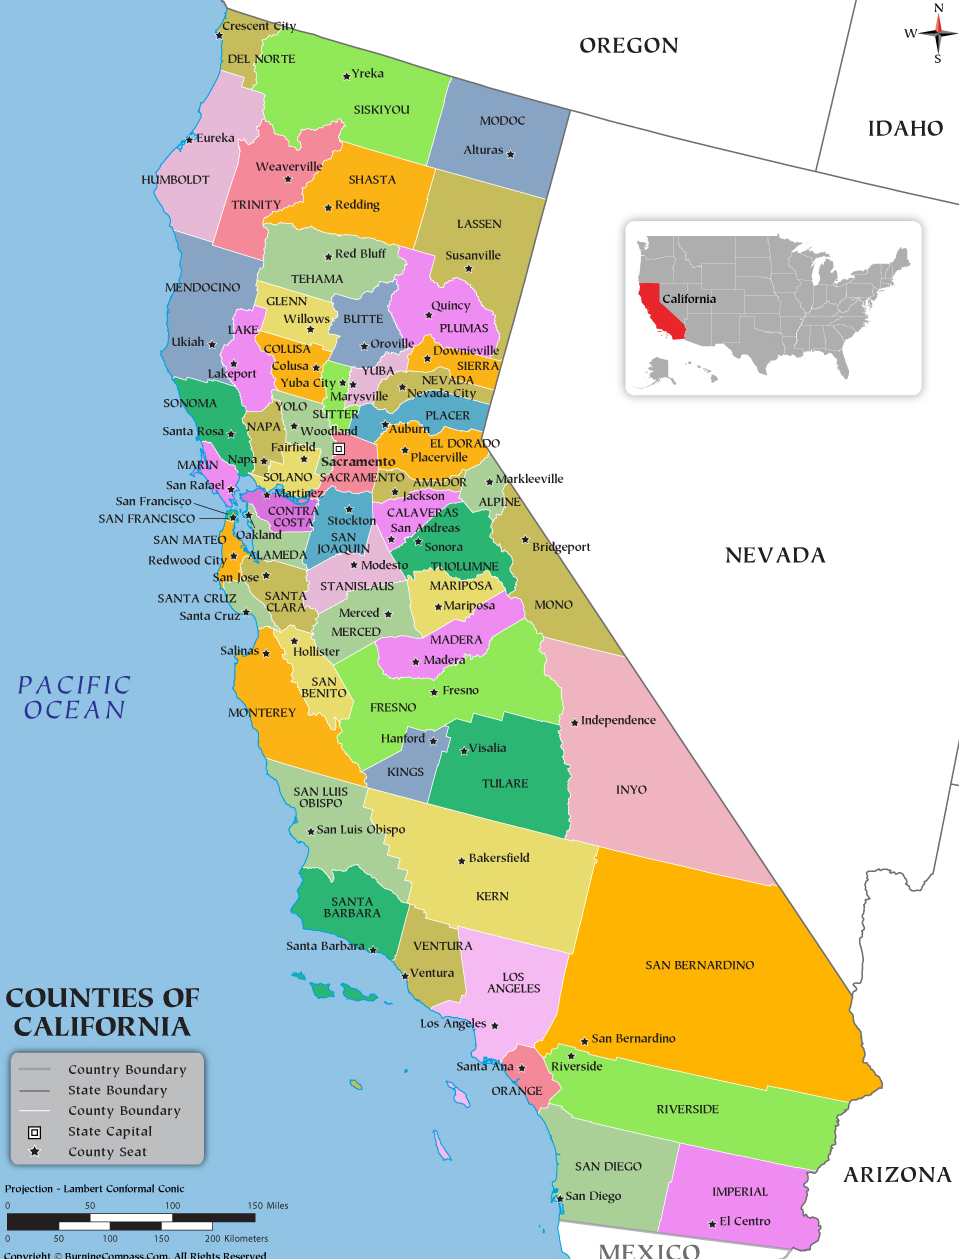 Crescent City
DEL NORTE
Yreka
SISKIYOU
OREGON
N
W
S
MODOC
Alturas
IDAHO
Eureka
HUMBOLDT
Weaverville
TRINITY
SHASTA
Redding
LASSEN
Susanville
Red Bluff
TEHAMA
MENDOCINO
GLENN
Willows
BUTTE
Quincy
PLUMAS
California
LAKE
Ukiah
Lakeport
COLUSA
Colusa
Oroville
Downieville
SIERRA
Yuba City
YUBA
Marysville
NEVADA
Nevada City
SONOMA
YOLO
SUTTER
PLACER
Santa Rosa
NAPA
Woodland
Auburn
EL DORADO
Placerville
MARIN
Napa
Fairfield
Sacramento
SOLANO
SACRAMENTO
AMADOR
Markleeville
ALPINE
San Rafael
Martinez
Jackson
San Francisco
SAN FRANCISCO
CONTRA
COSTA
Stockton
CALAVERAS
San Andreas
SAN MATEO
Oakland
SAN
JOAQUIN
Sonora
Bridgeport
NEVADA
Redwood City
ALAMEDA
Modesto
TUOLUMNE
San Jose
STANISLAUS
MARIPOSA
SANTA CRUZ
SANTA
CLARA
Mariposa
MONO
Santa Cruz
Merced
MERCED
MADERA
Salinas
Hollister
Madera
PACIFIC
OCEAN
SAN
BENITO
Fresno
FRESNO
MONTEREY
Independence
Hanford
Visalia
KINGS
TULARE
INYO
SAN LUIS
OBISPO
San Luis Obispo
Bakersfield
KERN
SANTA
BARBARA
Santa Barbara
VENTURA
Ventura
LOS
ANGELES
SAN BERNARDINO
COUNTIES OF
CALIFORNIA
Los Angeles
San Bernardino
Santa Ana
Riverside
ORANGE
RIVERSIDE
Country Boundary
State Boundary
County Boundary
State Capital
County Seat
SAN DIEGO
San Diego
IMPERIAL
El Centro
ARIZONA
MEXICO
Projection - Lambert Conformal Conic
0 50 100 150 Miles
0 50 100 150 200 Kilometers
Copyright © BurningCompass.Com, All Rights Reserved